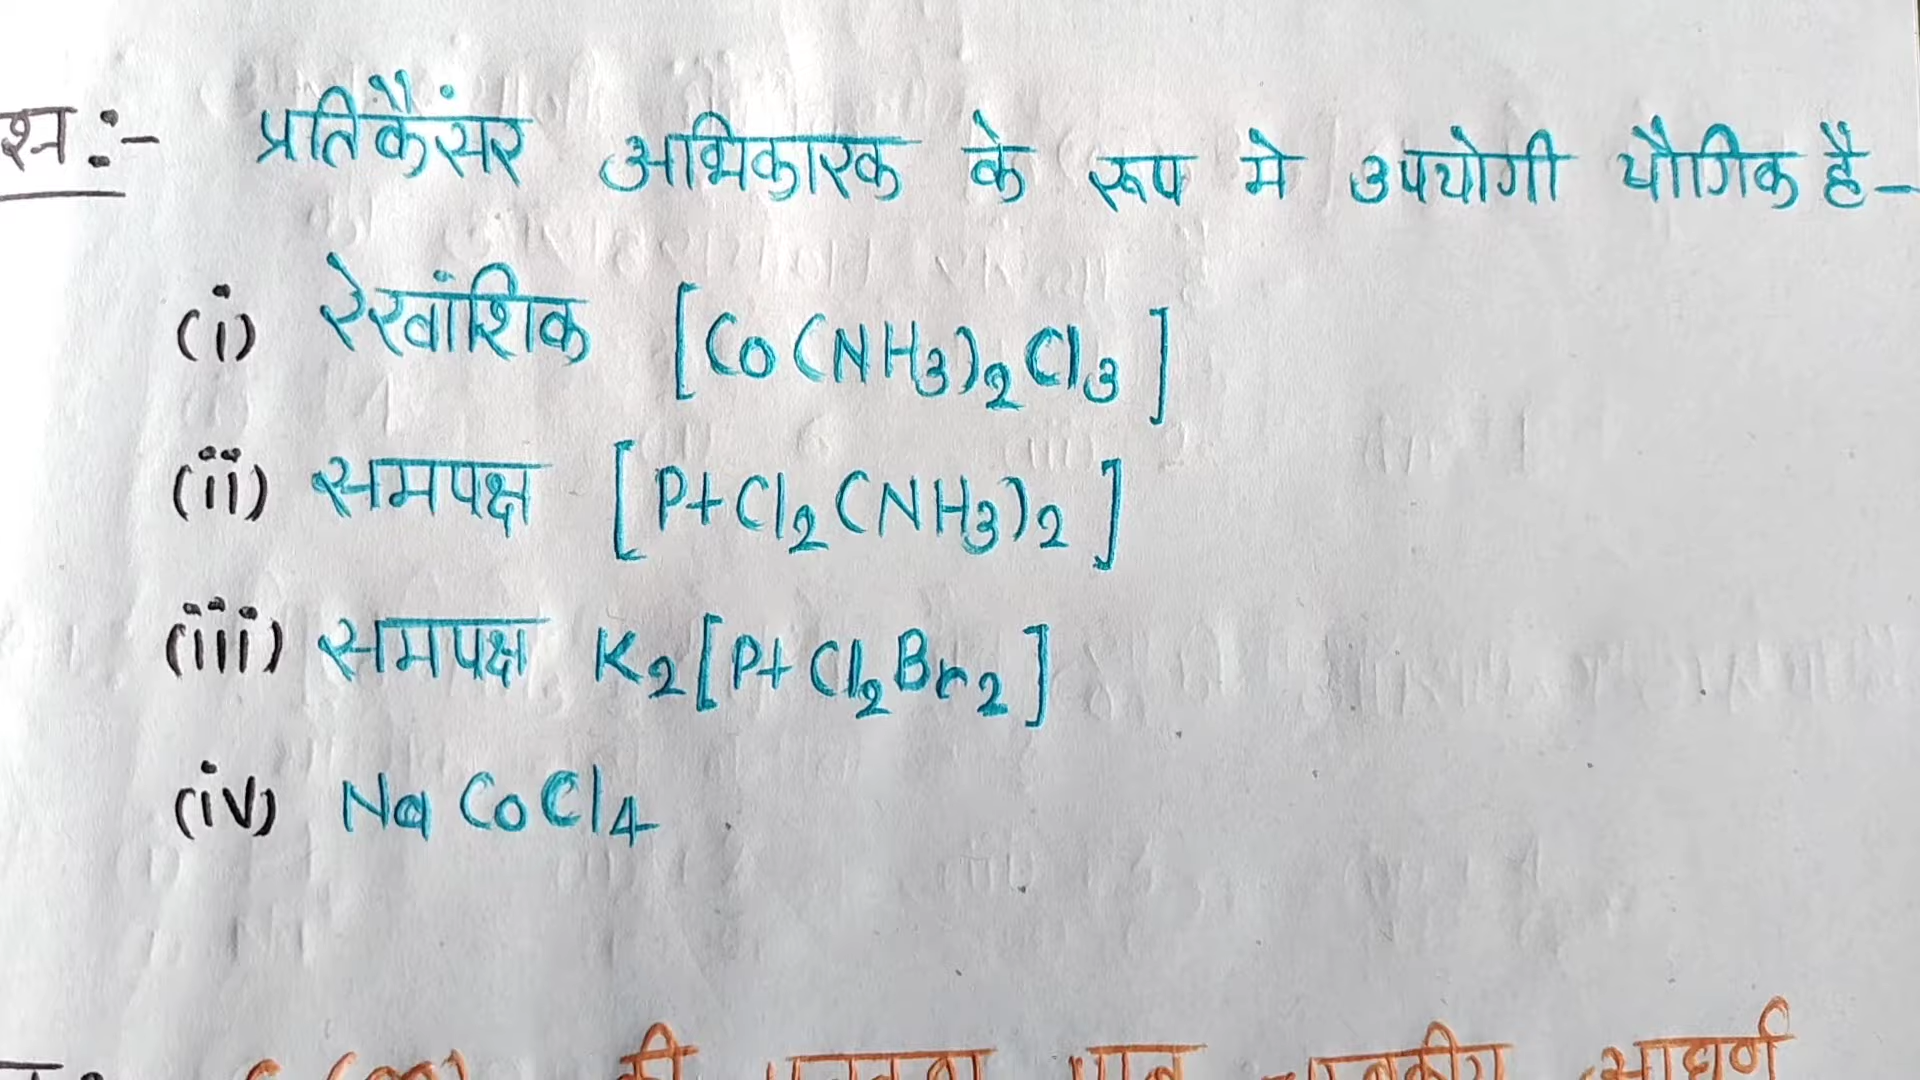 श्न :- प्रतिकैंसर अभिकारक के रूप मे उपयोगी यौगिक है-
(i) रेखांशिक [Co(NH3)2Cl3]
(ii) समपक्ष [PtCl2(NH3)2]
(iii) समपक्ष K2[PtCl2Br2]
(iv) NaCoCl4
की